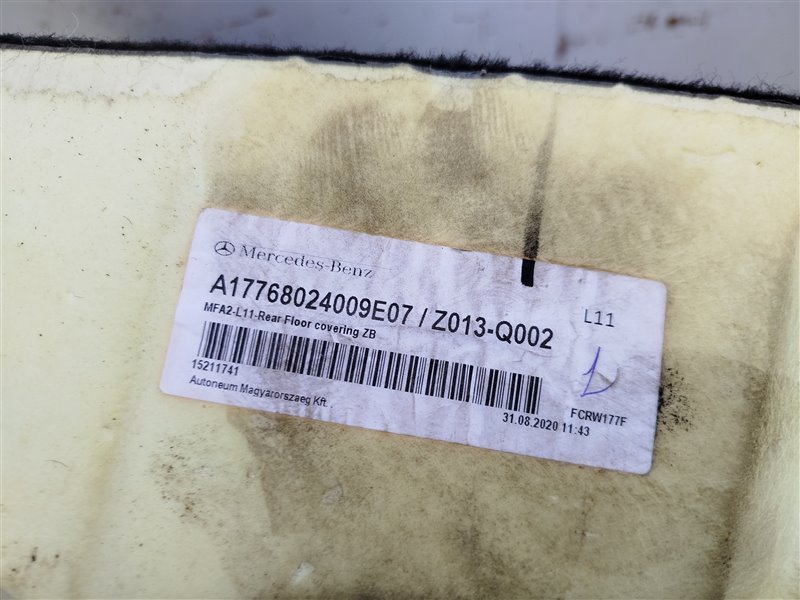 Mercedes-Benz
A17768024009E07 / Z013-Q002
L11
MFA2-L11-Rear Floor covering ZB
15211741
Autoneum Magyarorszaeg Kft.
31.08.2020 11:43
FCRW177F